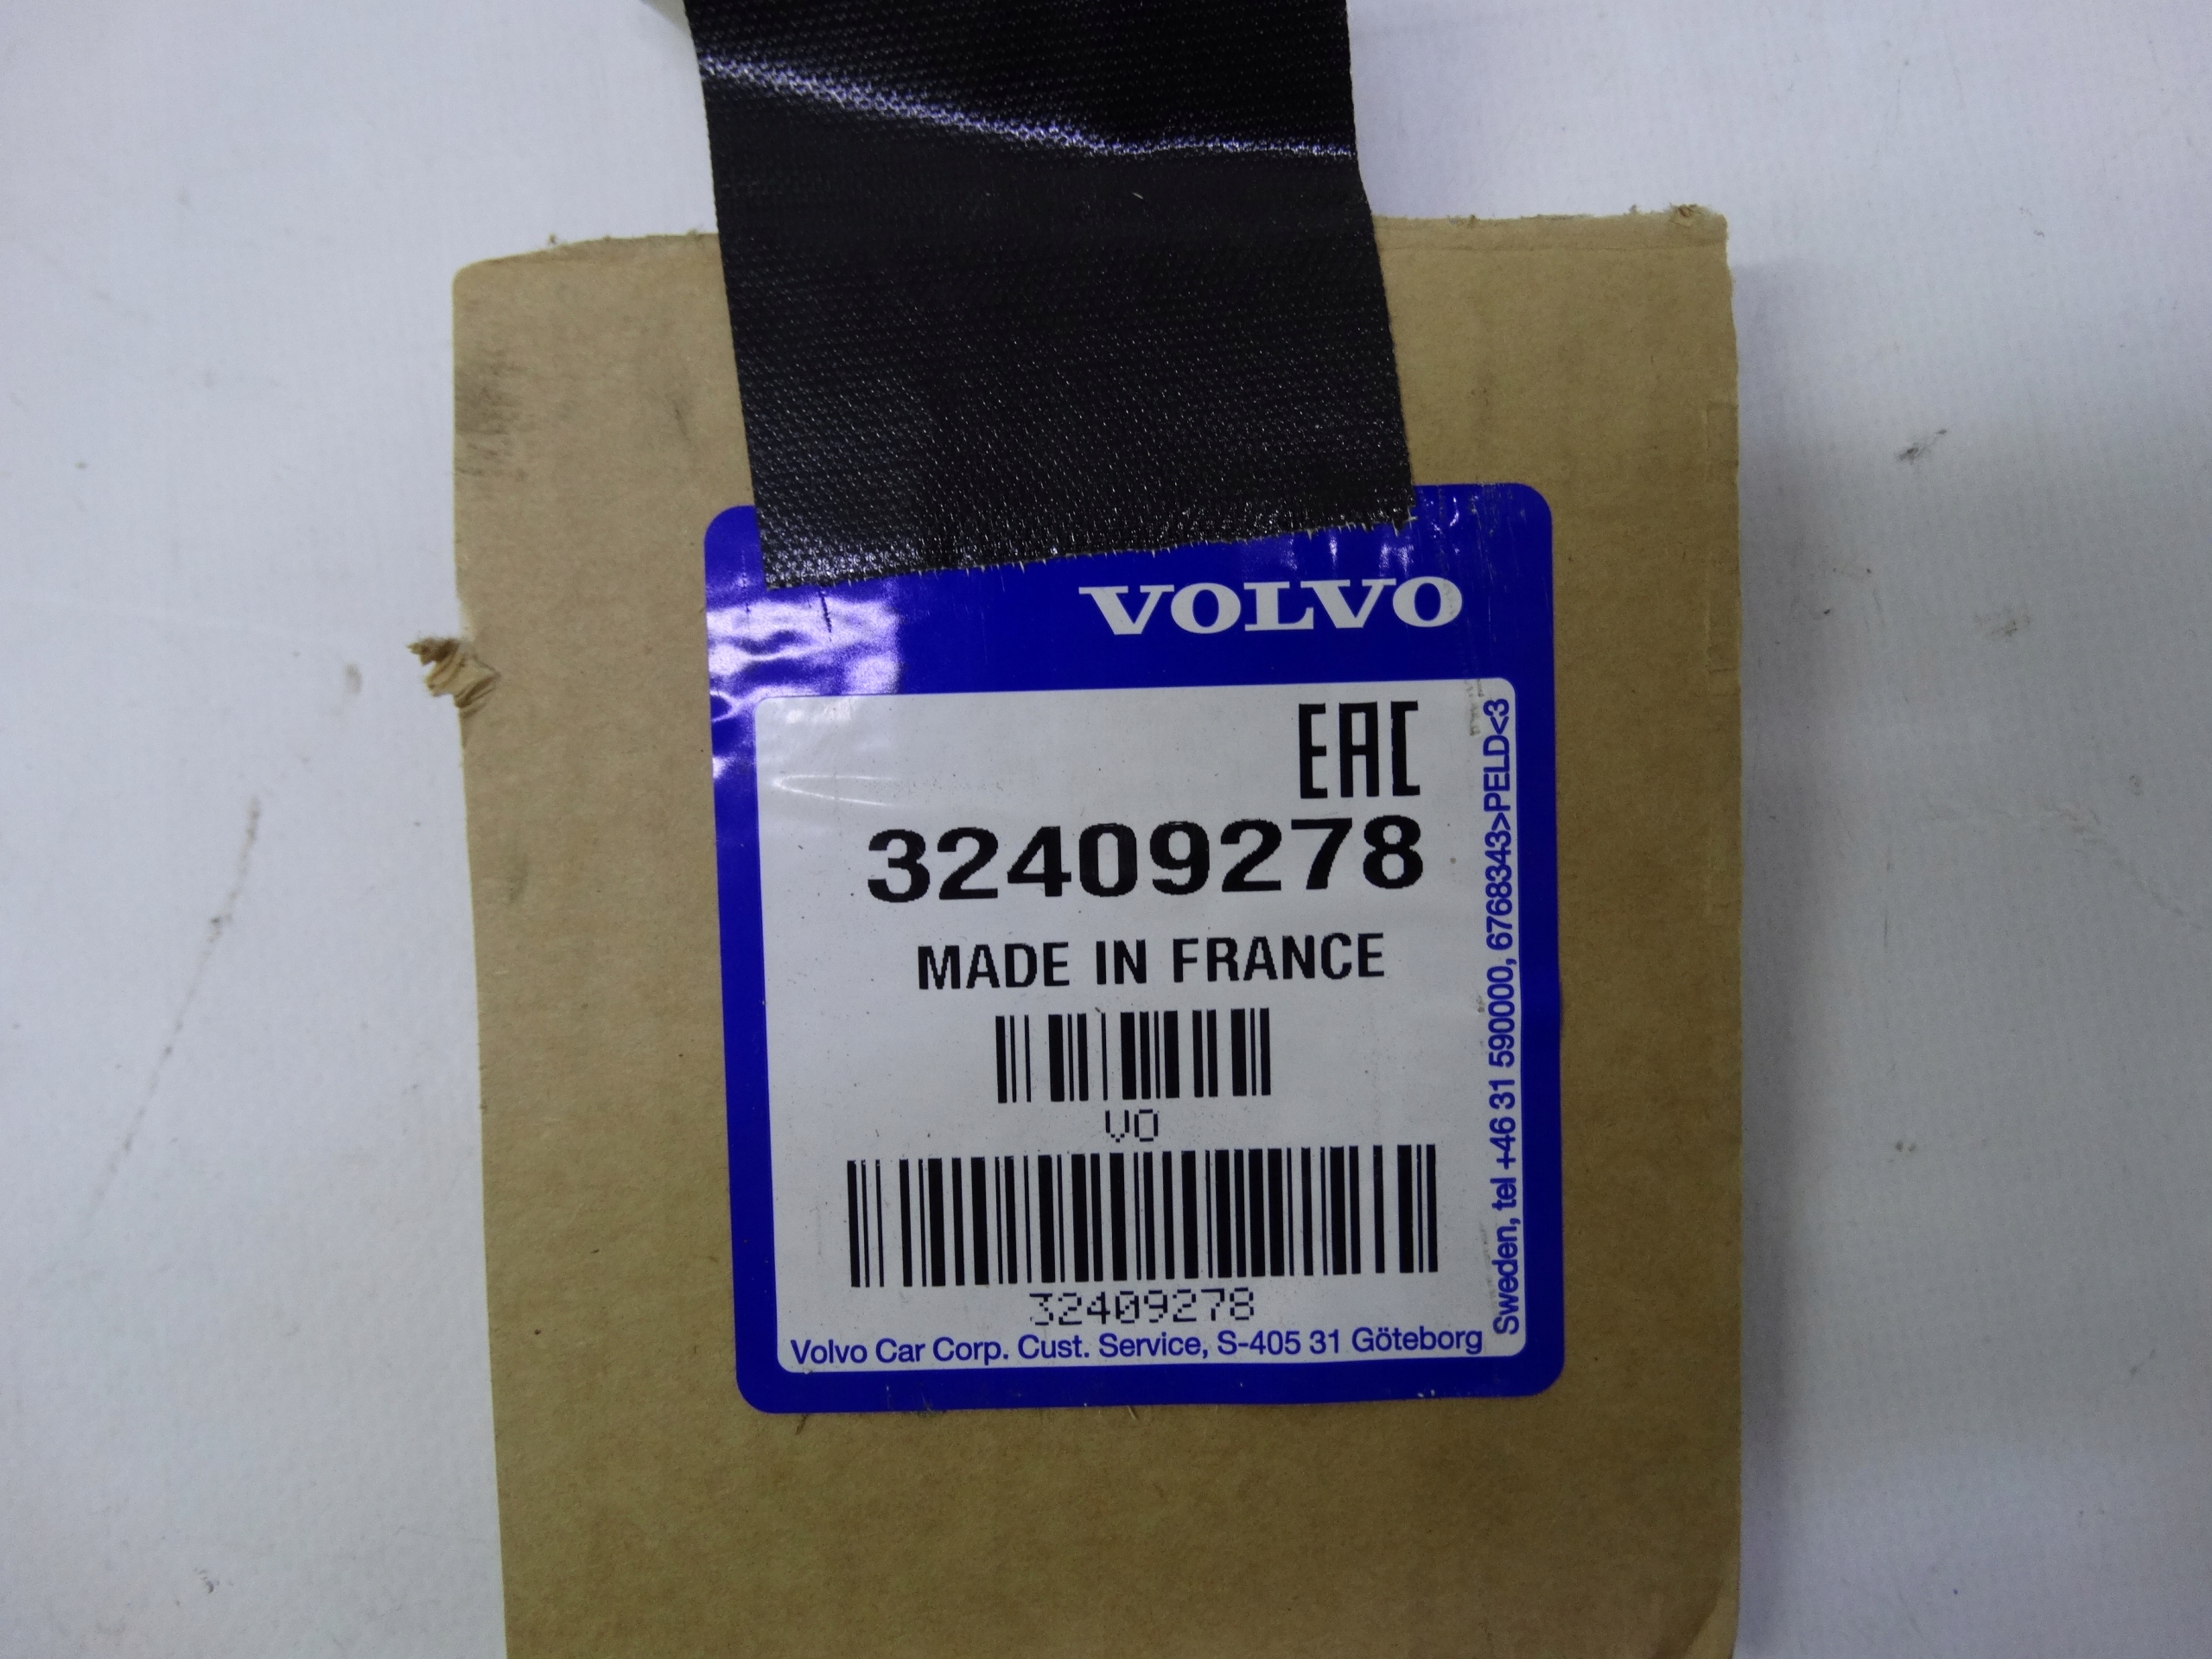 VOLVO
EAC
32409278
MADE IN FRANCE
VO
32409278
Volvo Car Corp. Cust. Service, S-405 31 Göteborg
Sweden, tel +46 31 590000, 6768343>PELD<3